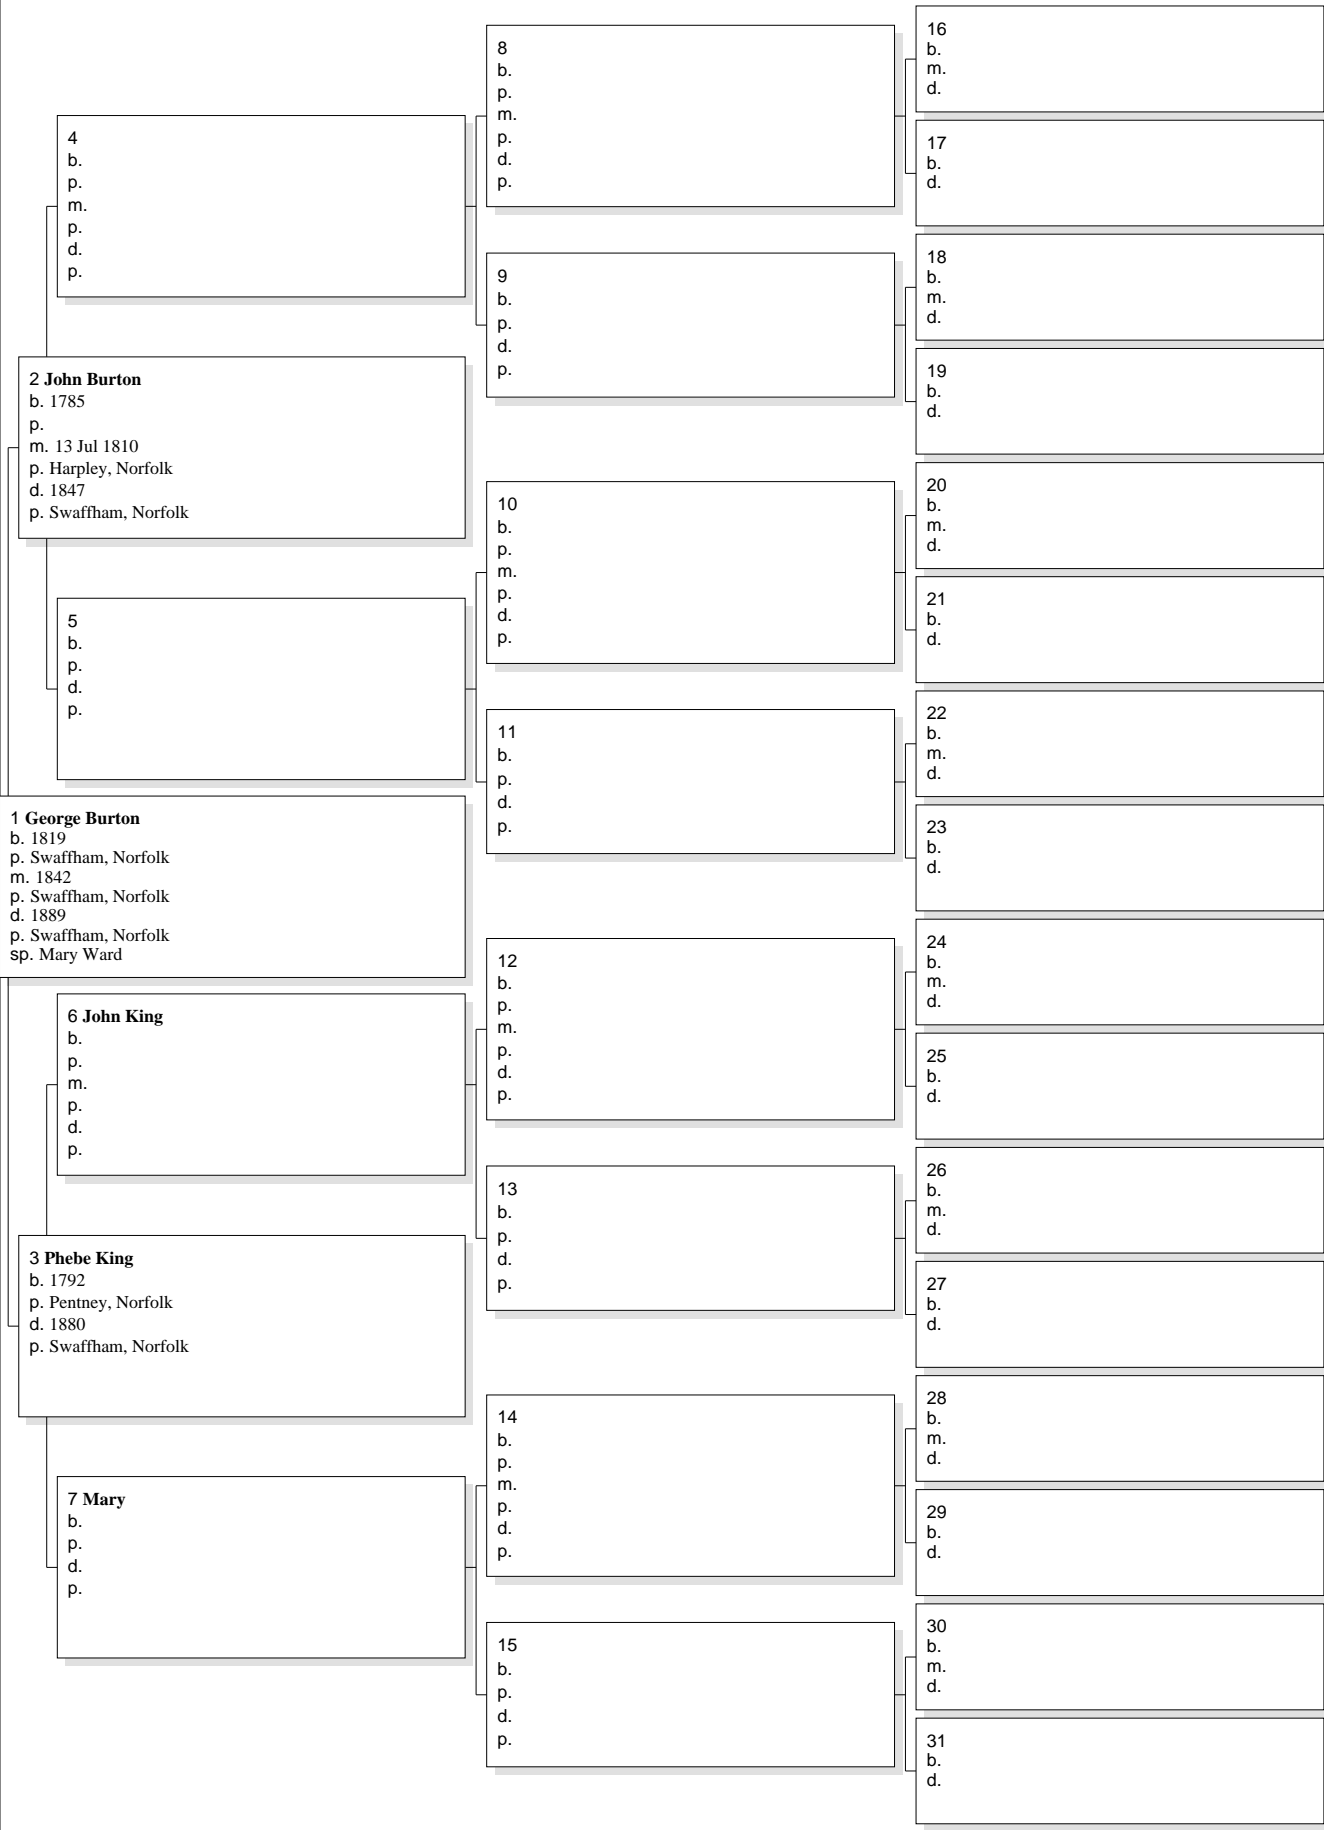 4
b.
p.
m.
p.
d.
p.
2 John Burton
b. 1785
p.
m. 13 Jul 1810
p. Harpley, Norfolk
d. 1847
p. Swaffham, Norfolk
5
b.
p.
d.
p.
1 George Burton
b. 1819
p. Swaffham, Norfolk
m. 1842
p. Swaffham, Norfolk
d. 1889
p. Swaffham, Norfolk
sp. Mary Ward
6 John King
b.
p.
m.
p.
d.
p.
3 Phebe King
b. 1792
p. Pentney, Norfolk
d. 1880
p. Swaffham, Norfolk
7 Mary
b.
p.
d.
p.
8
b.
p.
m.
p.
d.
p.
9
b.
p.
d.
p.
10
b.
p.
m.
p.
d.
p.
11
b.
p.
d.
p.
12
b.
p.
m.
p.
d.
p.
13
b.
p.
d.
p.
14
b.
p.
m.
p.
d.
p.
15
b.
p.
d.
p.
16
b.
m.
d.
17
b.
d.
18
b.
m.
d.
19
b.
d.
20
b.
m.
d.
21
b.
d.
22
b.
m.
d.
23
b.
d.
24
b.
m.
d.
25
b.
d.
26
b.
m.
d.
27
b.
d.
28
b.
m.
d.
29
b.
d.
30
b.
m.
d.
31
b.
d.